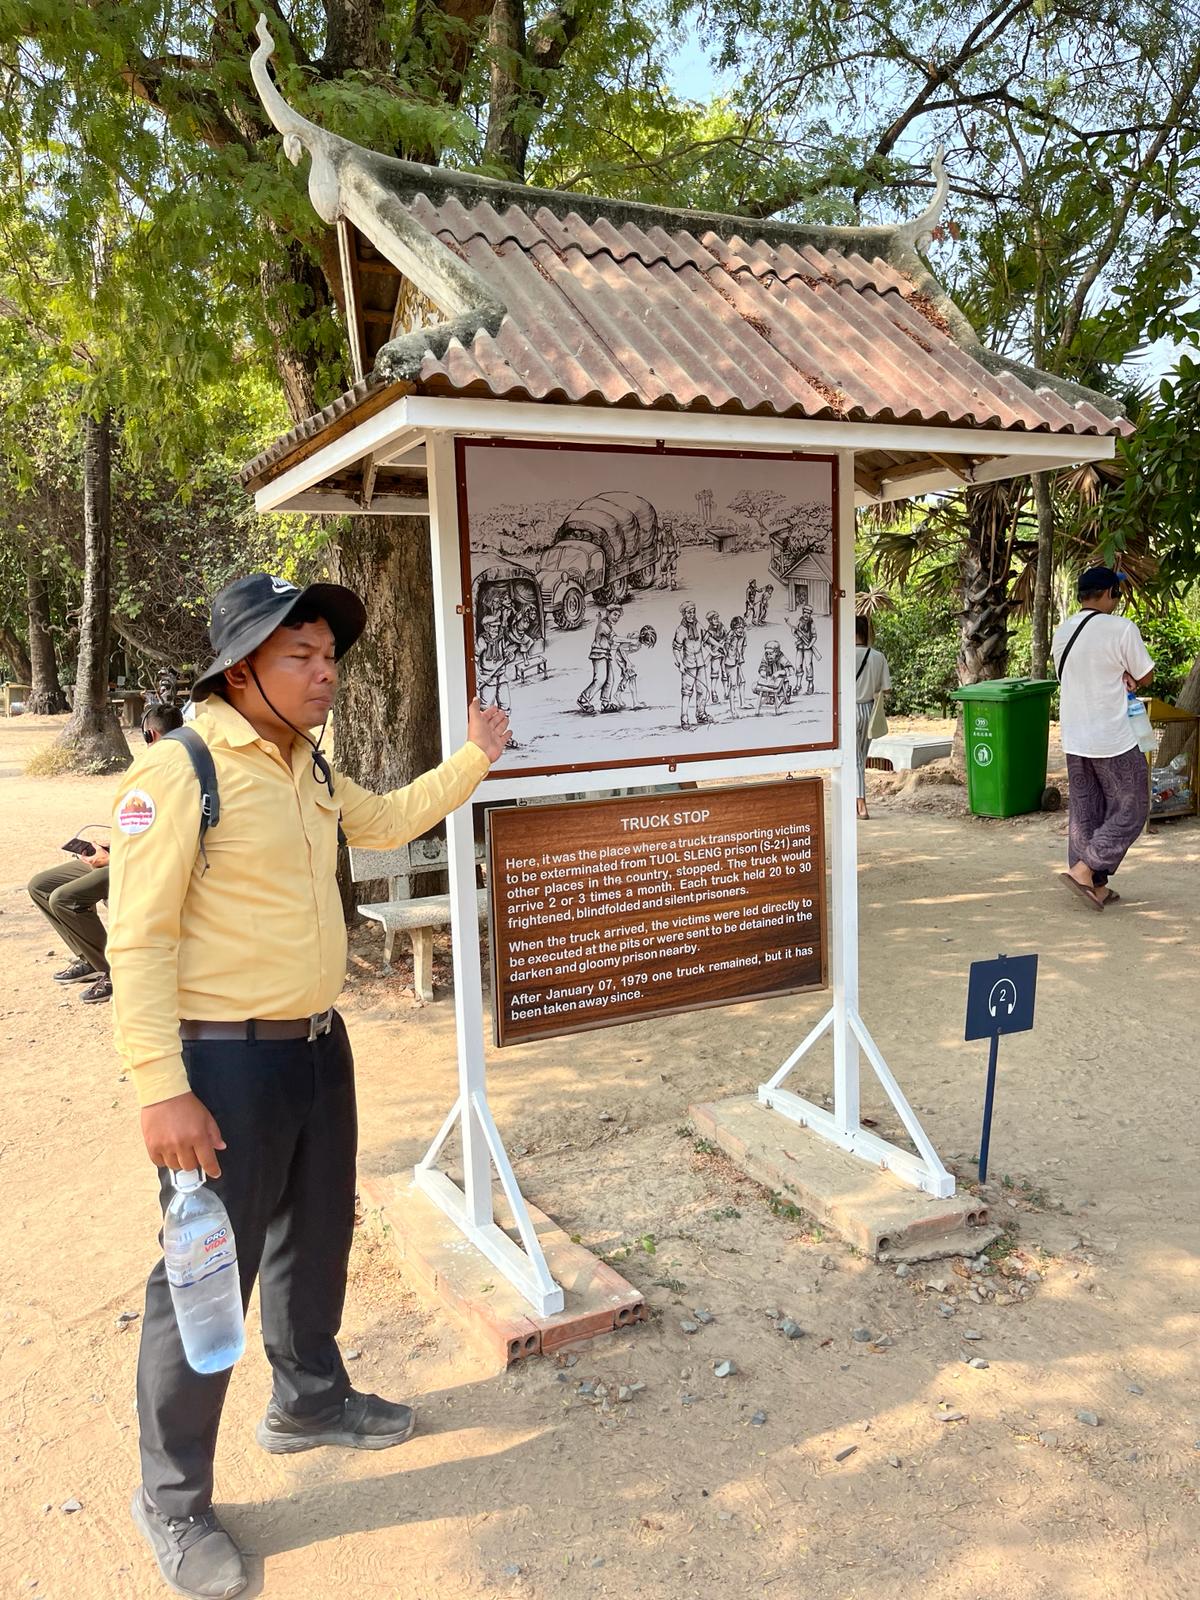 TRUCK STOP
Here, it was the place where a truck transporting victims
to be exterminated from TUOL SLENG prison (S-21) and
other places in the country, stopped. The truck would
arrive 2 or 3 times a month. Each truck held 20 to 30
frightened, blindfolded and silent prisoners.
When the truck arrived, the victims were led directly to
be executed at the pits or were sent to be detained in the
darken and gloomy prison nearby.
After January 07, 1979 one truck remained, but it has
been taken away since.
2
PRO
VIDA